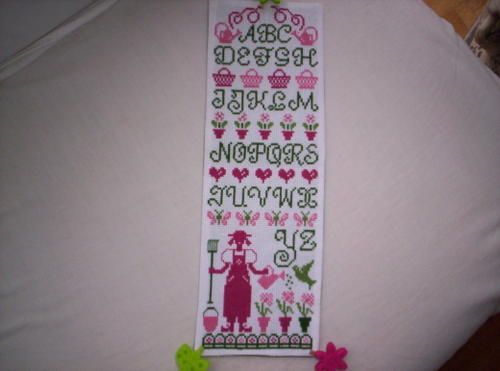 ABC
DEFGH
IJKLM
NOPQRS
TUVWX
YZ